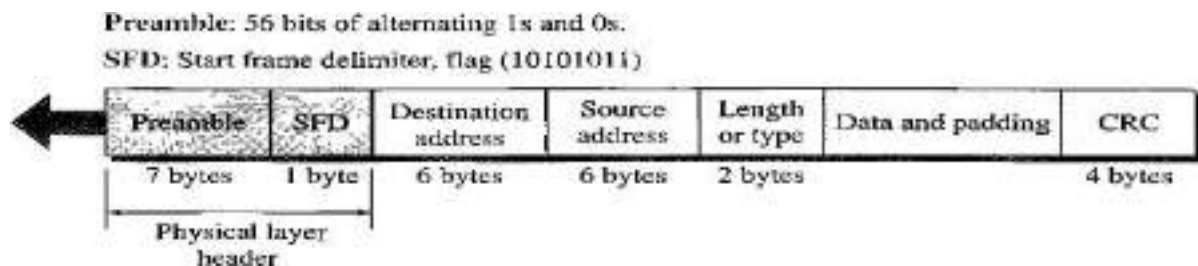 Preamble: 56 bits of alternating 1s and 0s.
SFD: Start frame delimiter, flag (10101011)
Preamble SFD Destination address Source address Length or type Data and padding CRC
7 bytes 1 byte 6 bytes 6 bytes 2 bytes 4 bytes
Physical layer
header